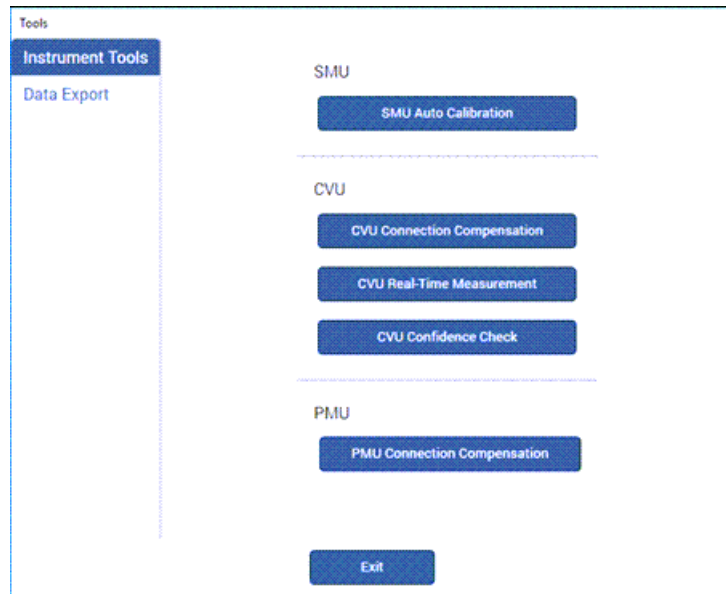 Tools
Instrument Tools
Data Export
SMU
SMU Auto Calibration
CVU
CVU Connection Compensation
CVU Real-Time Measurement
CVU Confidence Check
PMU
PMU Connection Compensation
Exit